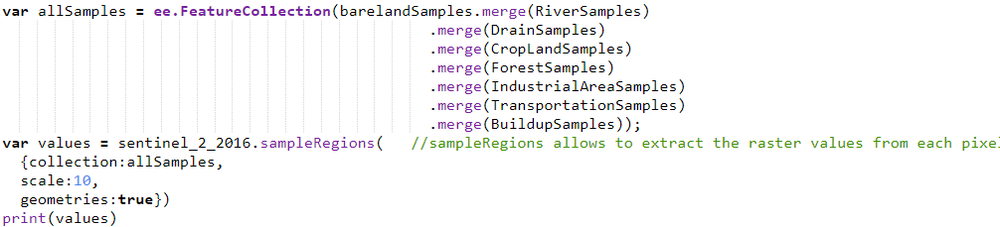 var allSamples = ee.FeatureCollection(barelandSamples.merge(RiverSamples)
.merge(DrainSamples)
.merge(CropLandSamples)
.merge(ForestSamples)
.merge(IndustrialAreaSamples)
.merge(TransportationSamples)
.merge(BuildupSamples));
var values = sentinel_2_2016.sampleRegions( //sampleRegions allows to extract the raster values from each pixel
{collection:allSamples,
scale:10,
geometries:true})
print(values)